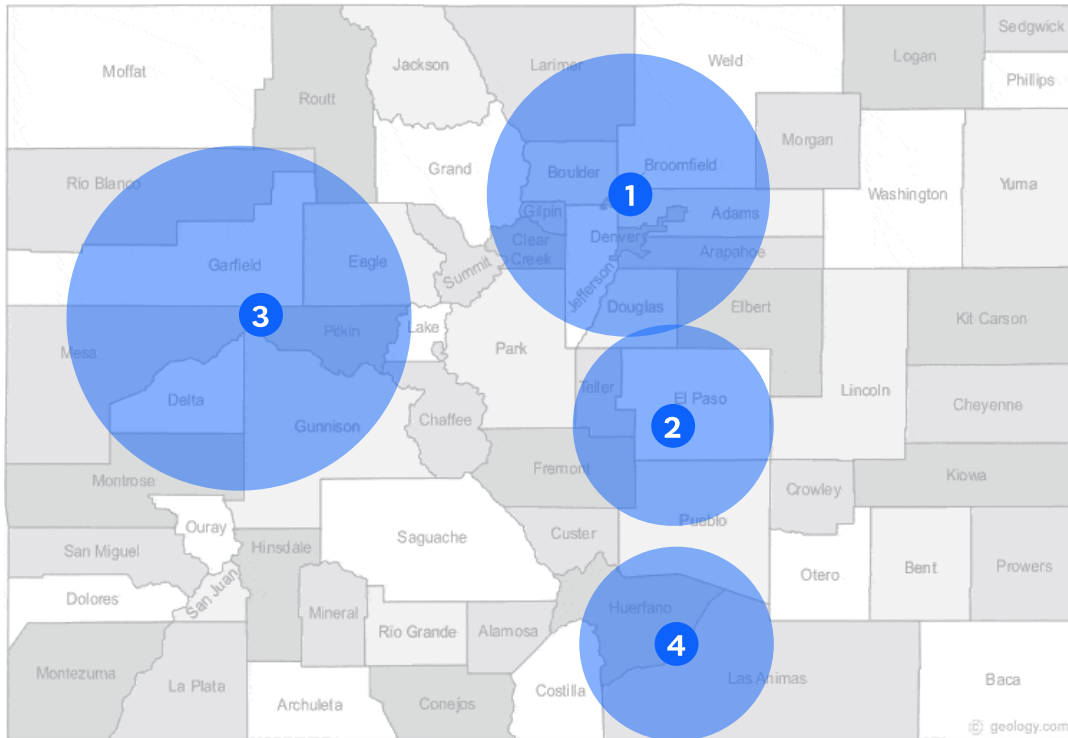 Moffat
Jackson
Routt
Larimer
Weld
Logan
Sedgwick
Phillips
Morgan
Grand
Rio Blanco
Boulder
Broomfield
1
Washington
Yuma
Gilpin
Adams
Clear
Creek
Denver
Arapahoe
Garfield
Eagle
Summit
Jefferson
Douglas
Elbert
Kit Carson
3
Pitkin
Lake
Mesa
Park
Teller
El Paso
Lincoln
Cheyenne
Delta
Gunnison
Chaffee
2
Fremont
Montrose
Crowley
Kiowa
Ouray
Pueblo
Saguache
Custer
San Miguel
Hinsdale
Otero
Bent
Prowers
Dolores
San Juan
Mineral
Huerfano
Rio Grande
Alamosa
4
Montezuma
La Plata
Archuleta
Conejos
Costilla
Las Animas
Baca
© geology.com